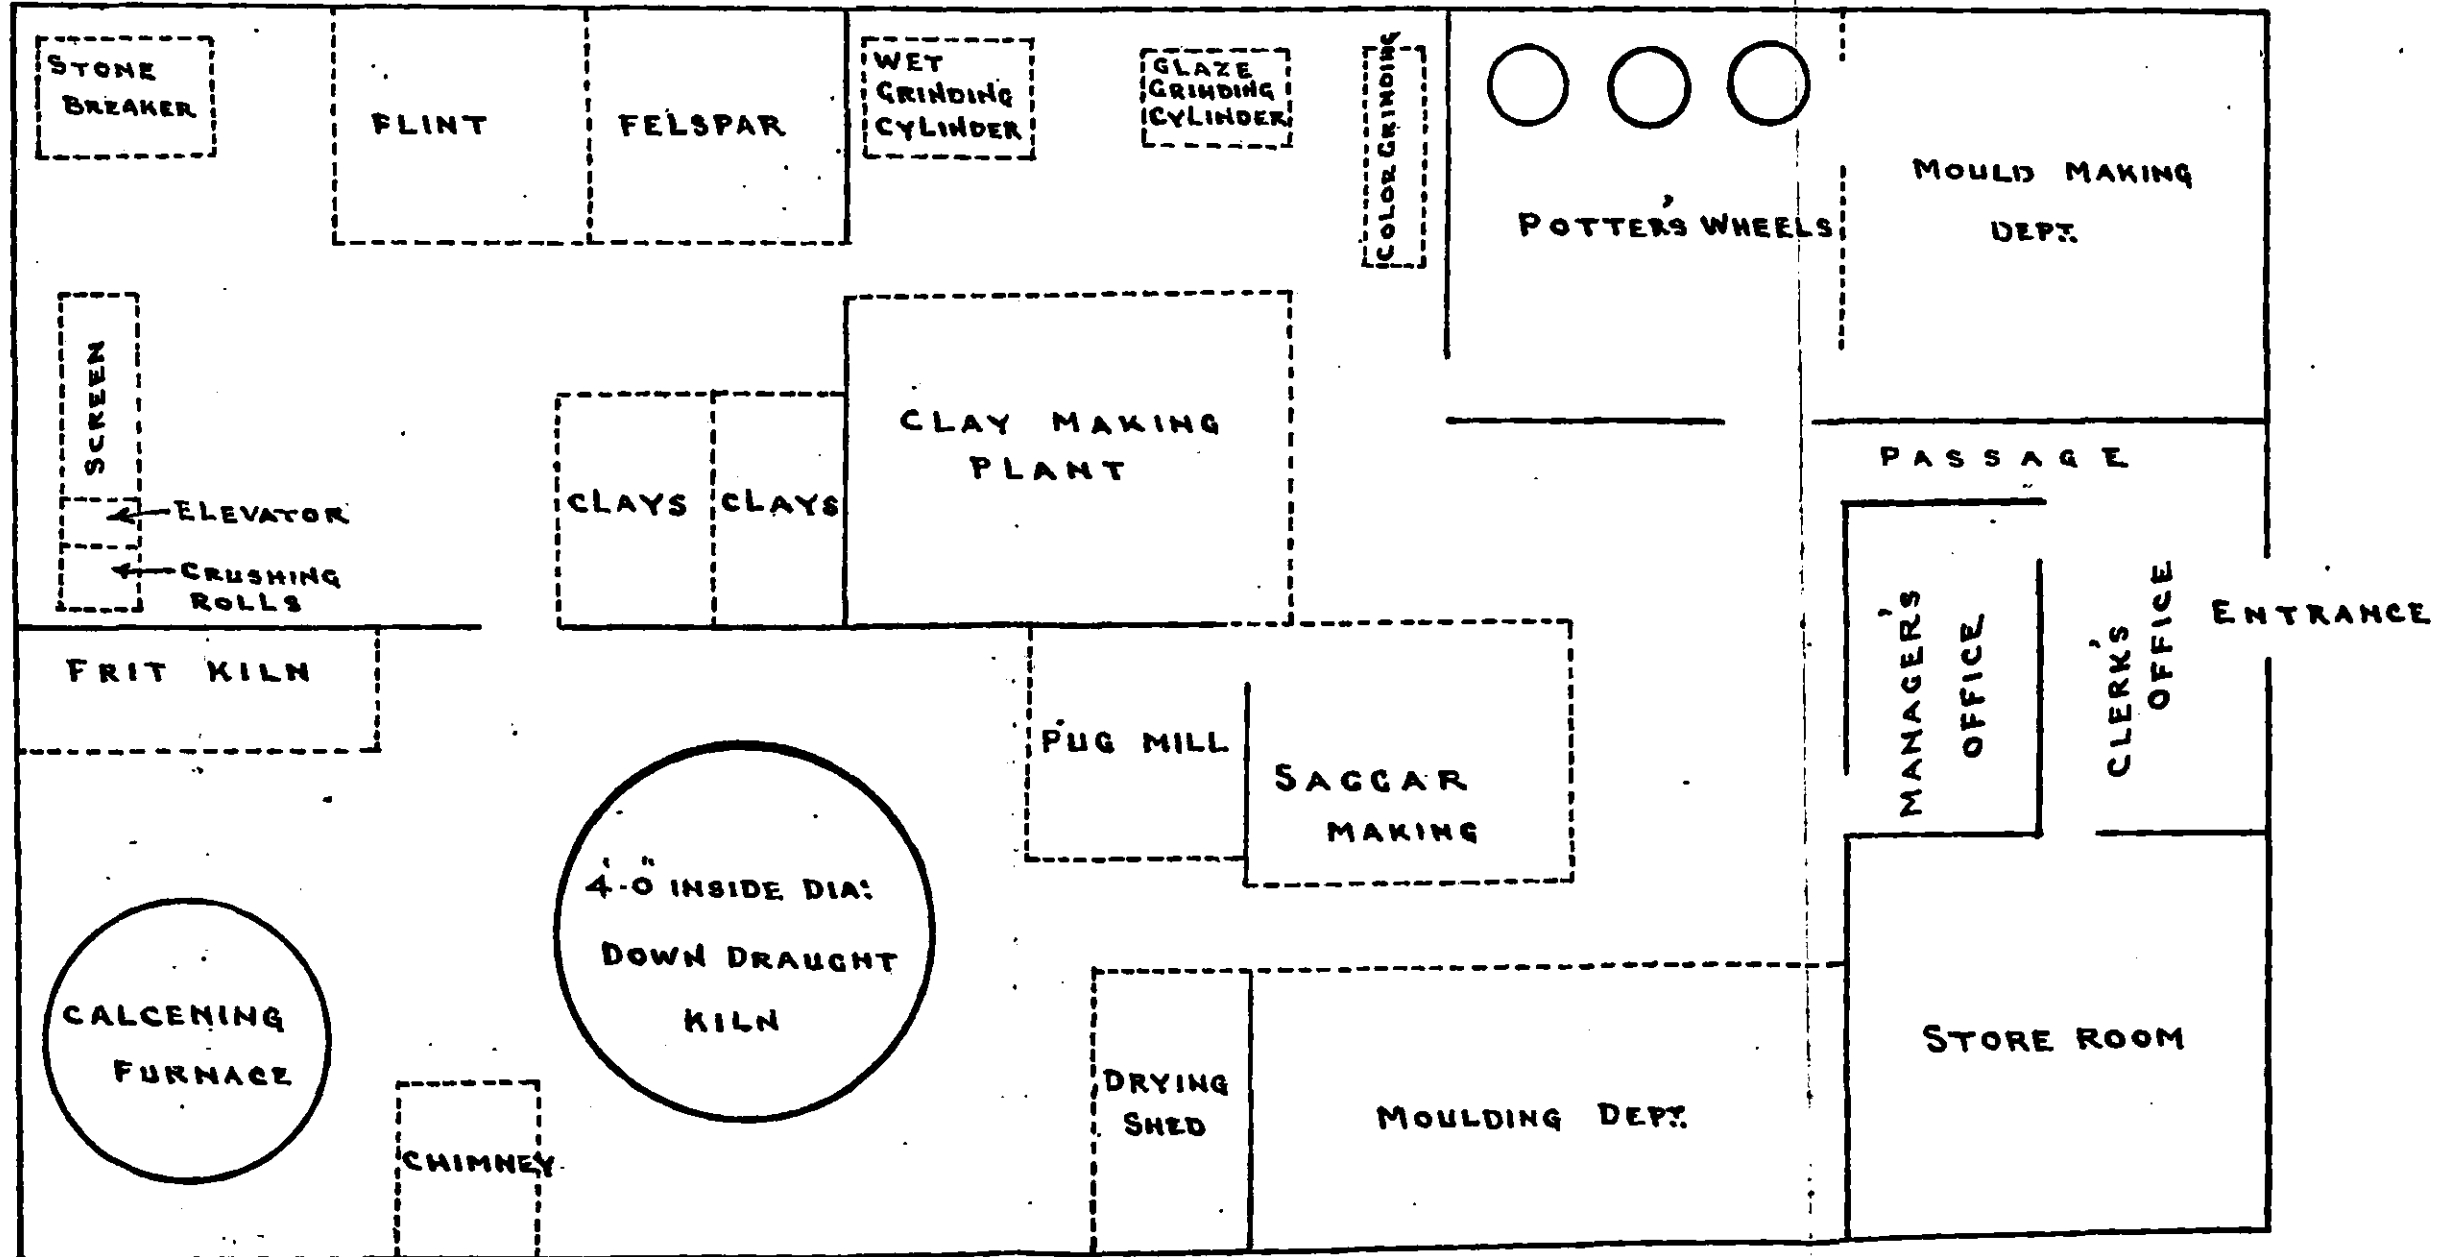 STONE
BREAKER
FLINT
FELSPAR
WET
GRINDING
CYLINDER
GLAZE
GRINDING
CYLINDER
COLOR GRINDING
POTTER'S WHEELS
MOULD MAKING
DEPT.
SCREEN
ELEVATOR
CRUSHING
ROLLS
CLAYS
CLAYS
CLAY MAKING
PLANT
PASSAGE
MANAGER'S
OFFICE
CLERK'S
OFFICE
ENTRANCE
FRIT KILN
PUG MILL
SAGGAR
MAKING
4'-0" INSIDE DIA:
DOWN DRAUGHT
KILN
CALCENING
FURNACE
CHIMNEY
DRYING
SHED
MOULDING DEPT.
STORE ROOM